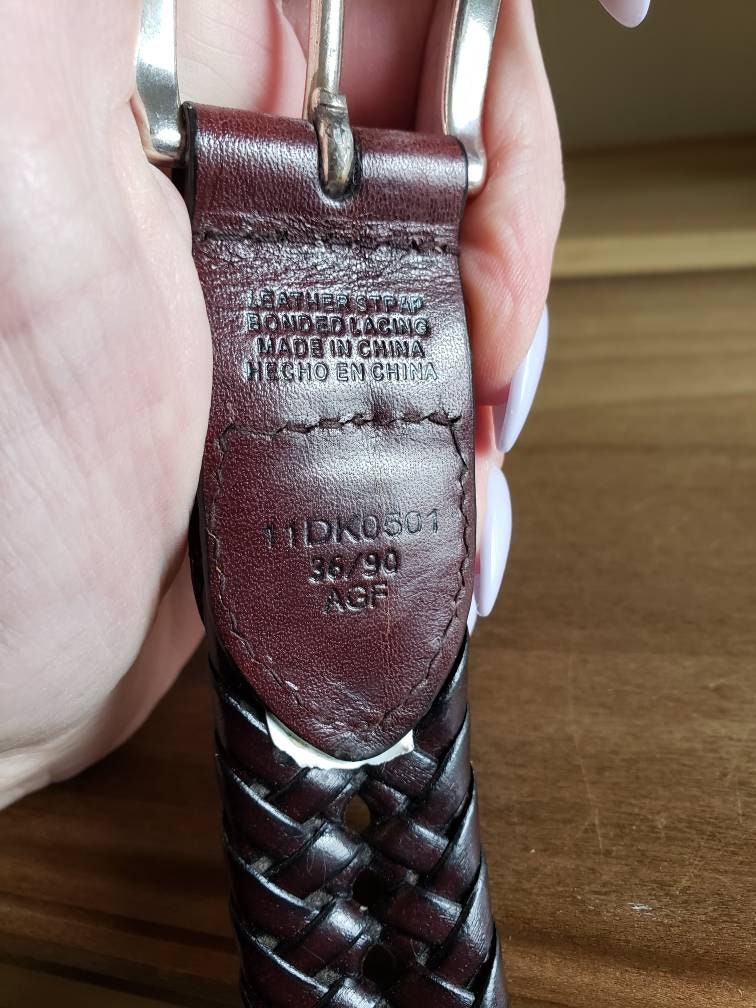 LEATHER STRAP
BONDED LACING
MADE IN CHINA
HECHO EN CHINA
11DK0501
36/90
AGF